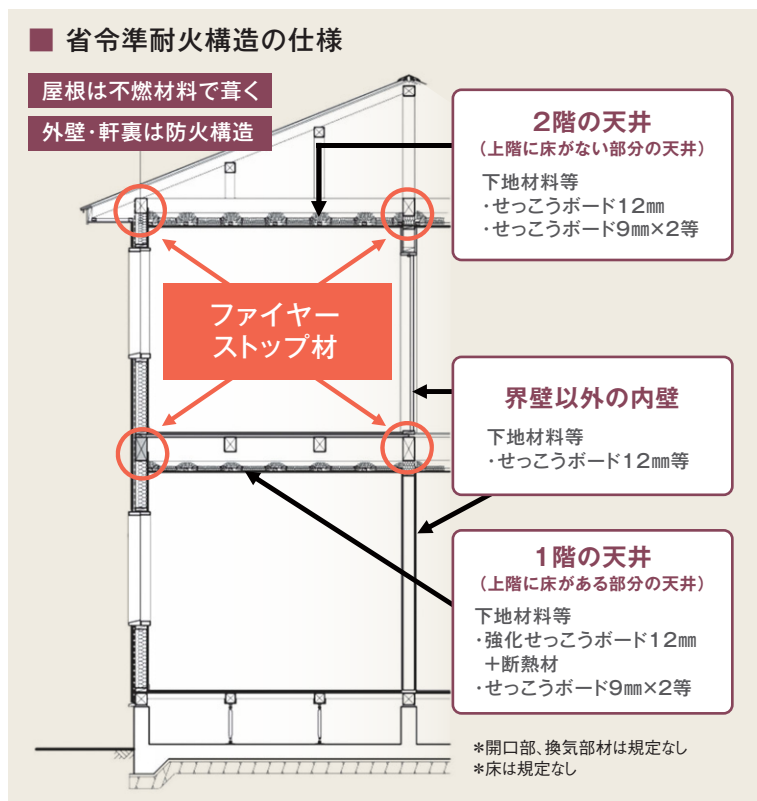 ■ 省令準耐火構造の仕様
屋根は不燃材料で葺く
外壁・軒裏は防火構造
2階の天井
（上階に床がない部分の天井）
下地材料等
・せっこうボード12㎜
・せっこうボード9㎜×2等
ファイヤー
ストップ材
界壁以外の内壁
下地材料等
・せっこうボード12㎜等
1階の天井
（上階に床がある部分の天井）
下地材料等
・強化せっこうボード12㎜
＋断熱材
・せっこうボード9㎜×2等
＊開口部、換気部材は規定なし
＊床は規定なし